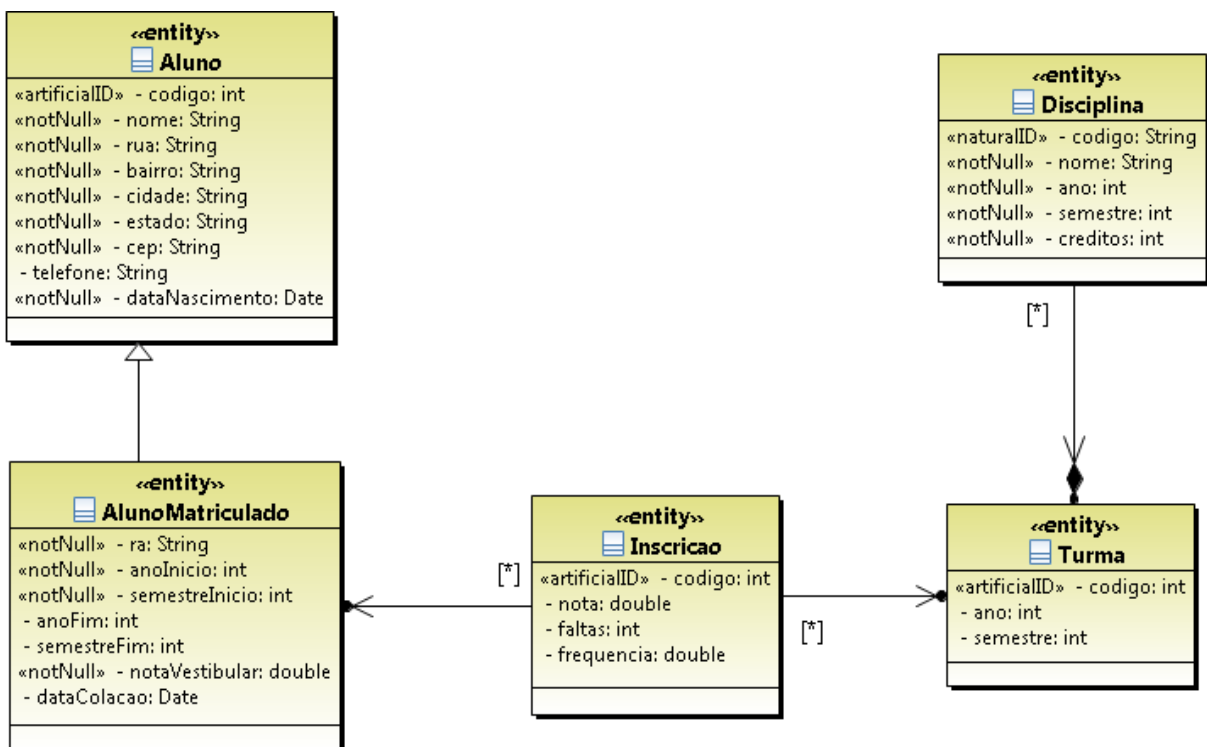 «entity»
Aluno
«artificialID» - codigo: int
«notNull» - nome: String
«notNull» - rua: String
«notNull» - bairro: String
«notNull» - cidade: String
«notNull» - estado: String
«notNull» - cep: String
- telefone: String
«notNull» - dataNascimento: Date
«entity»
Disciplina
«naturalID» - codigo: String
«notNull» - nome: String
«notNull» - ano: int
«notNull» - semestre: int
«notNull» - creditos: int
[*]
«entity»
AlunoMatriculado
«notNull» - ra: String
«notNull» - anoInicio: int
«notNull» - semestreInicio: int
- anoFim: int
- semestreFim: int
«notNull» - notaVestibular: double
- dataColacao: Date
[*]
«entity»
Inscricao
«artificialID» - codigo: int
- nota: double
- faltas: int
- frequencia: double
[*]
«entity»
Turma
«artificialID» - codigo: int
- ano: int
- semestre: int